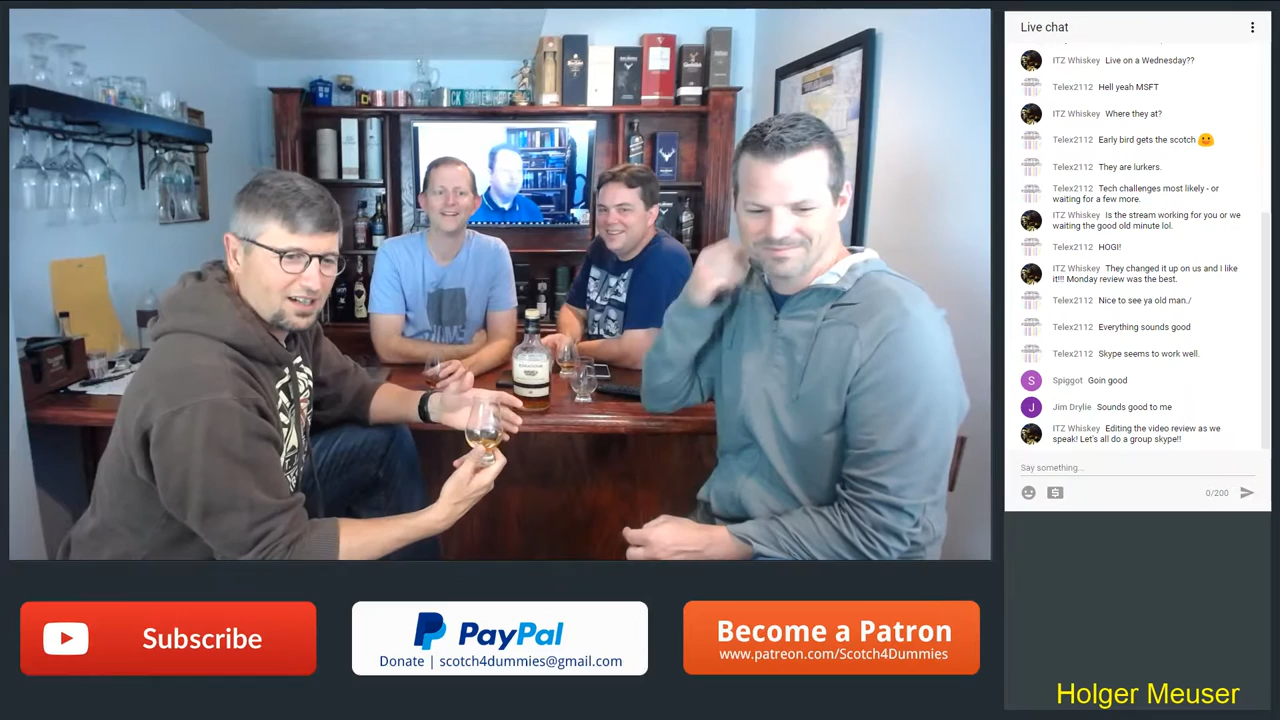 Live chat
ITZ Whiskey Live on a Wednesday??
Telex2112 Hell yeah MSFT
ITZ Whiskey Where they at?
Telex2112 Early bird gets the scotch
Telex2112 They are lurkers.
Telex2112 Tech challenges most likely - or
waiting for a few more.
ITZ Whiskey Is the stream working for you or we
waiting the good old minute lol.
Telex2112 HOGI!
ITZ Whiskey They changed it up on us and I like
it!!! Monday review was the best.
Telex2112 Nice to see ya old man./
Telex2112 Everything sounds good
Telex2112 Skype seems to work well.
S Spiggot Goin good
J Jim Drylie Sounds good to me
ITZ Whiskey Editing the video review as we
speak! Let's all do a group skype!!
Say something...
0/200
Subscribe
PayPal
Donate | scotch4dummies@gmail.com
Become a Patron
www.patreon.com/Scotch4Dummies
Holger Meuser